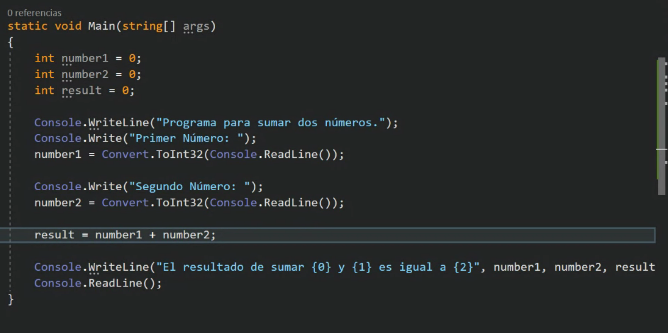 0 referencias
static void Main(string[] args)
{
int number1 = 0;
int number2 = 0;
int result = 0;
Console.WriteLine("Programa para sumar dos números.");
Console.Write("Primer Número: ");
number1 = Convert.ToInt32(Console.ReadLine());
Console.Write("Segundo Número: ");
number2 = Convert.ToInt32(Console.ReadLine());
result = number1 + number2;
Console.WriteLine("El resultado de sumar {0} y {1} es igual a {2}", number1, number2, result
Console.ReadLine();
}